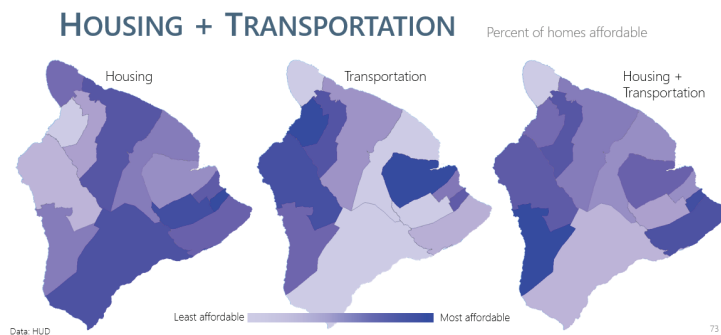 HOUSING + TRANSPORTATION
Percent of homes affordable
Housing
Transportation
Housing +
Transportation
Least affordable
Most affordable
Data: HUD
73